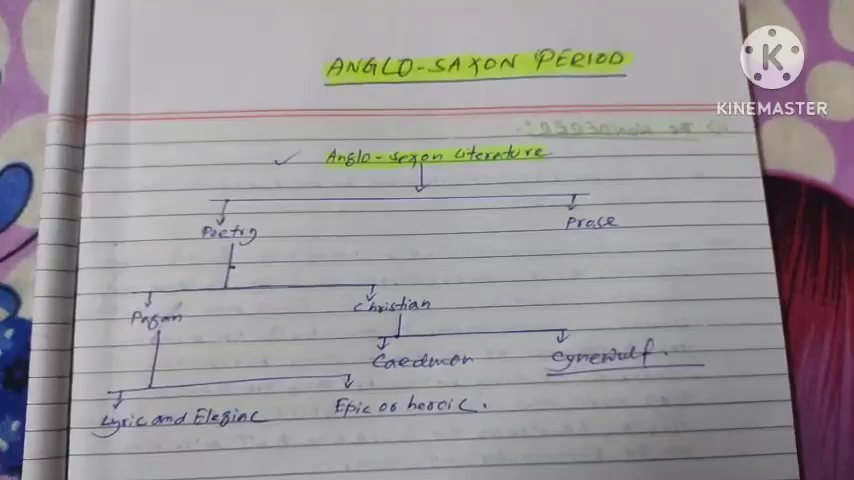 ANGLO-SAXON PERIOD
K
KINEMASTER
Anglo-Saxon Literature
Poetry
Prose
Pagan
Christian
Caedmon
Cynewulf.
Lyric and Elegiac
Epic or heroic.